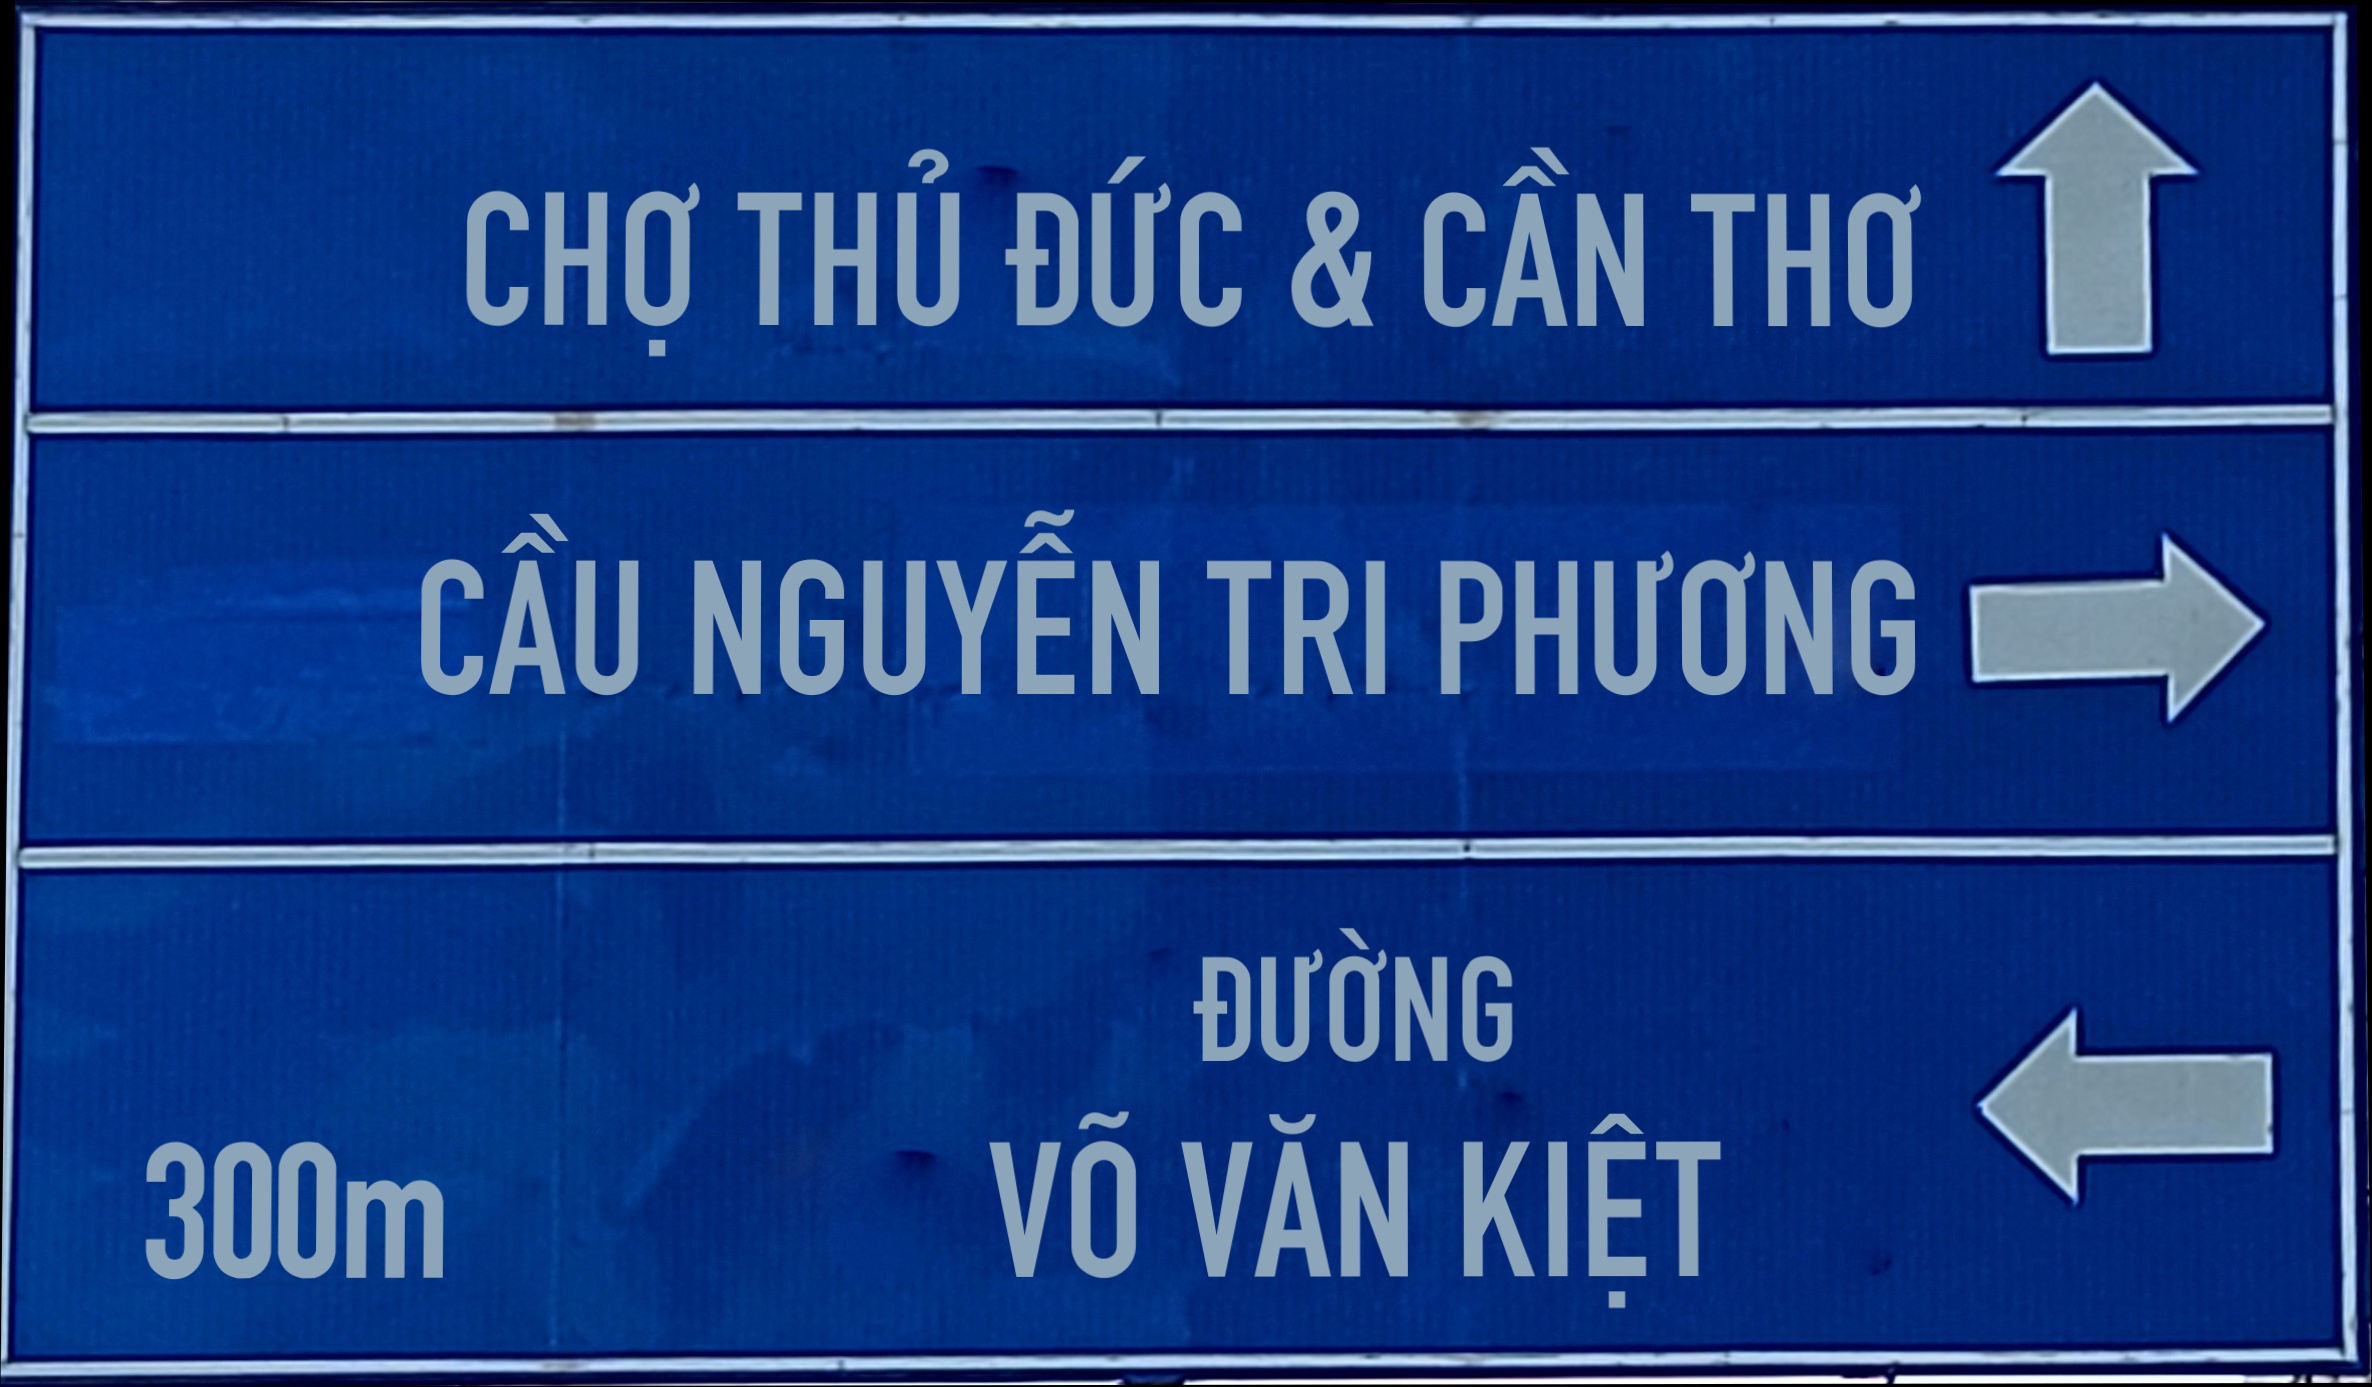 CHỢ THỦ ĐỨC & CẦN THƠ
CẦU NGUYỄN TRI PHƯƠNG
ĐƯỜNG
VÕ VĂN KIỆT
300m